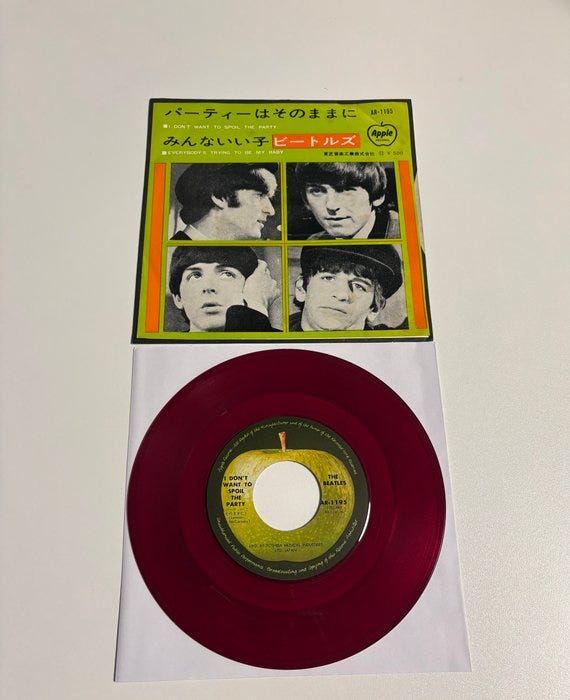 パーティーはそのままに AR-1195
■I DON'T WANT TO SPOIL THE PARTY
Apple
RECORDS
みんないい子 ビートルズ
■EVERYBODY'S TRYING TO BE MY BABY
東芝音楽工業株式会社 ¥500
I DON'T
WANT TO
SPOIL
THE
PARTY
THE
BEATLES
AR-1195
LTD. JAPAN